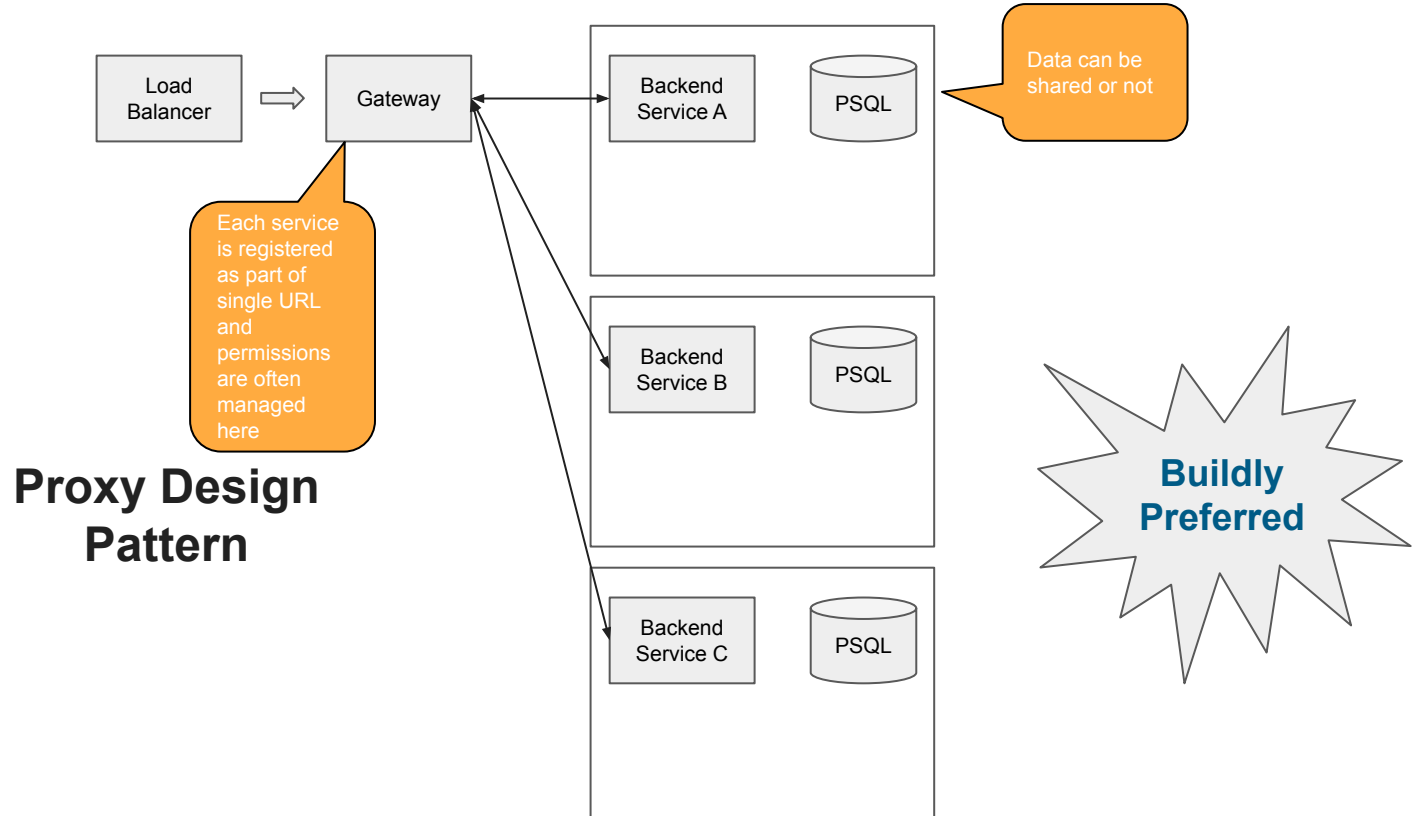 Load
Balancer
Gateway
Backend
Service A
PSQL
Data can be
shared or not
Each service
is registered
as part of
single URL
and
permissions
are often
managed
here
Backend
Service B
PSQL
Proxy Design
Pattern
Buildly
Preferred
Backend
Service C
PSQL